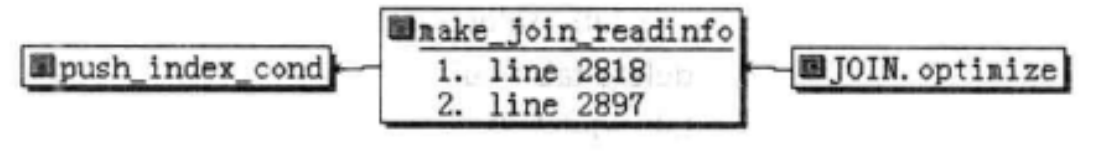 push_index_cond
make_join_readinfo
1. line 2818
2. line 2897
JOIN.optimize